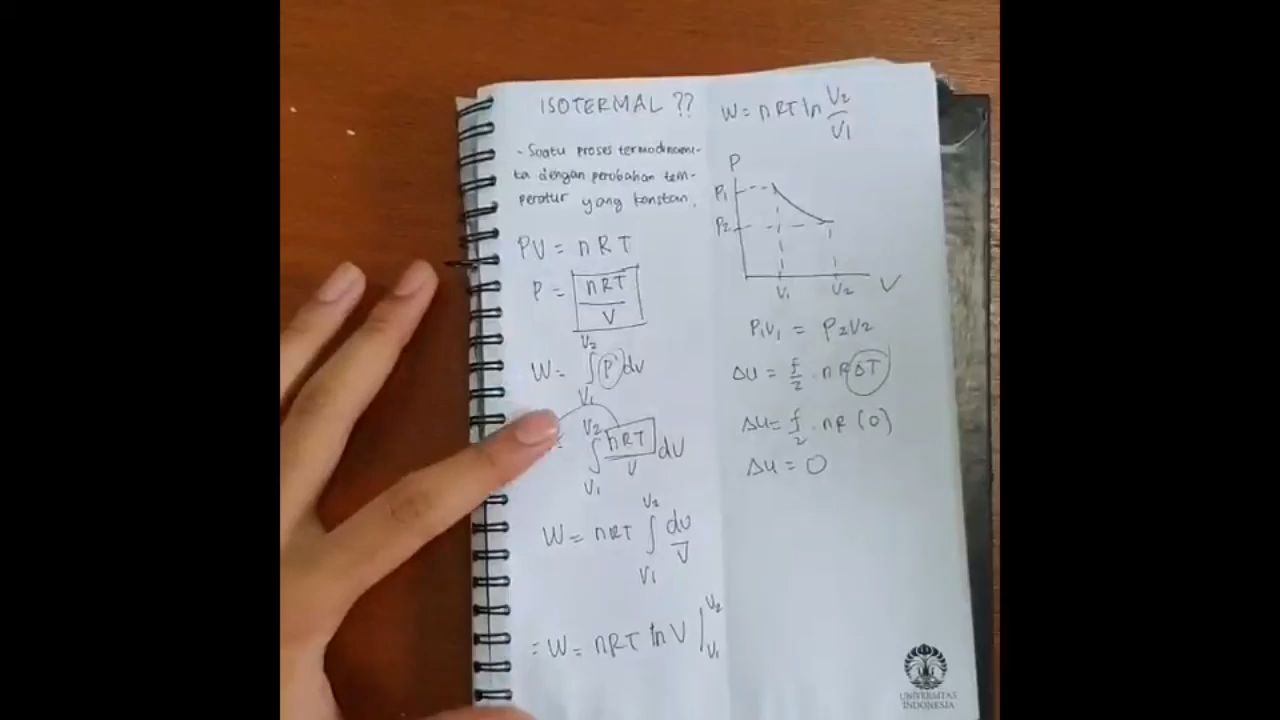 ISOTERMAL ??
- Suatu proses termodinami-
ka dengan perubahan tem-
peratur yang konstan.
PV = nRT
P = nRT/V
W = ∫ P dV
V2
V1
= ∫ nRT/V dV
V2
V1
W = nRT ∫ dV/V
V2
V1
= W = nRT ln V |
V2
V1
W = nRT ln V2/V1
P
P1
P2
V1 V2 V
P1V1 = P2V2
ΔU = f/2 . nRΔT
ΔU = f/2 . nR (0)
ΔU = 0
UNIVERSITAS
INDONESIA